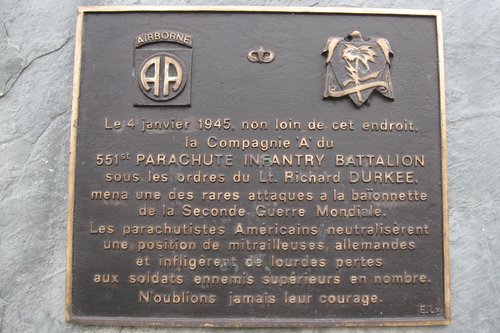 AIRBORNE
AA
Le 4 janvier 1945, non loin de cet endroit,
la Compagnie "A" du
551st PARACHUTE INFANTRY BATTALION
sous les ordres du Lt. Richard DURKEE,
mena une des rares attaques a la baïonnette
de la Seconde Guerre Mondiale.
Les parachutistes Américains neutralisèrent
une position de mitrailleuses allemandes
et infligèrent de lourdes pertes
aux soldats ennemis supérieurs en nombre.
N'oublions jamais leur courage.